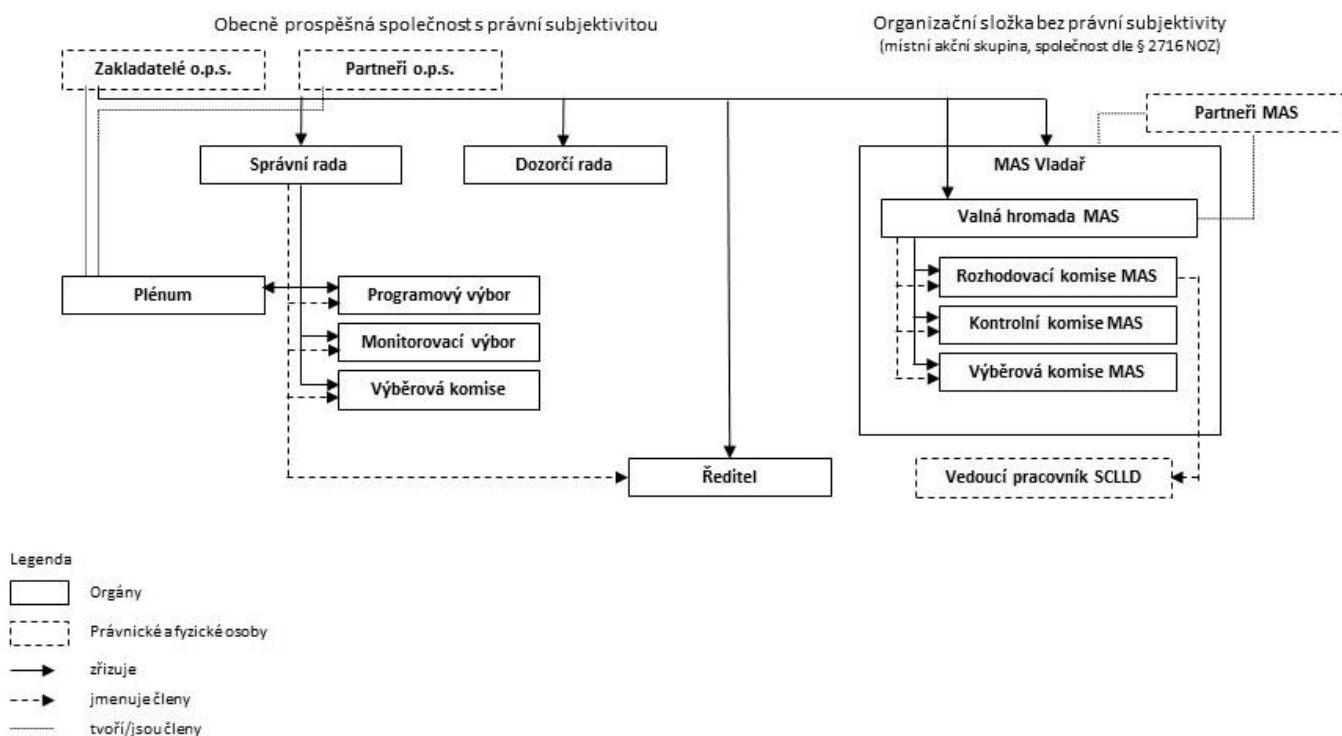 Obecně prospěšná společnost s právní subjektivitou
Organizační složka bez právní subjektivity
(místní akční skupina, společnost dle § 2716 NOZ)
Zakladatelé o.p.s.
Partneři o.p.s.
Partneři MAS
Správní rada
Dozorčí rada
MAS Vladař
Valná hromada MAS
Plénum
Programový výbor
Monitorovací výbor
Výběrová komise
Rozhodovací komise MAS
Kontrolní komise MAS
Výběrová komise MAS
Ředitel
Vedoucí pracovník SCLLD
Legenda
Orgány
Právnické a fyzické osoby
zřizuje
jmenuje členy
tvoří/jsou členy